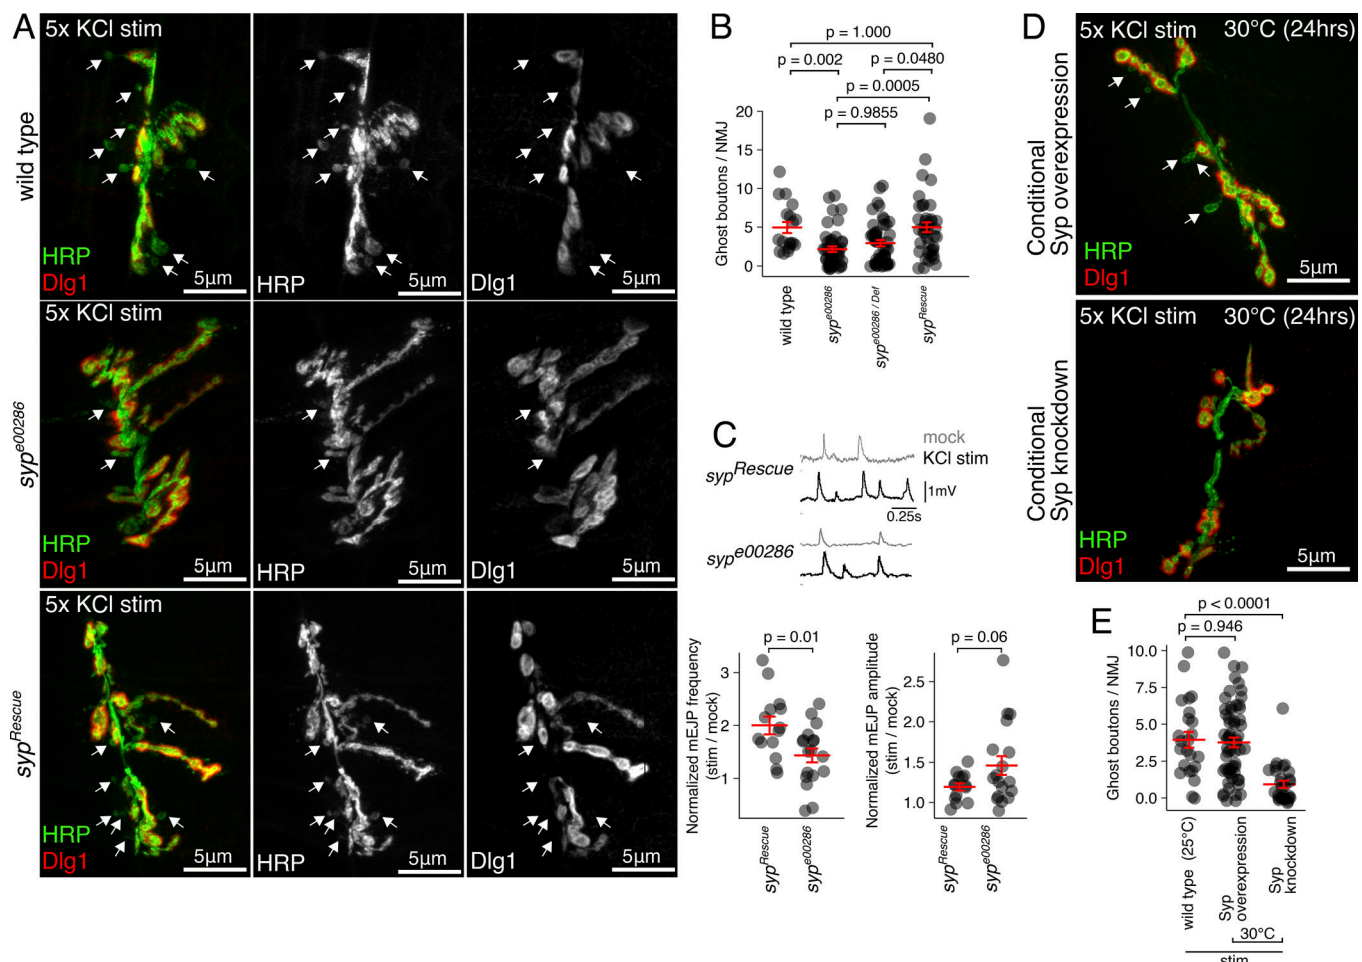 A
5x KCl stim
wild type
HRP
Dlg1
5µm
HRP
5µm
Dlg1
5µm
5x KCl stim
syp^e00286
HRP
Dlg1
5µm
HRP
5µm
Dlg1
5µm
5x KCl stim
syp^Rescue
HRP
Dlg1
5µm
HRP
5µm
Dlg1
5µm
B
p = 1.000
p = 0.002
p = 0.0480
p = 0.0005
p = 0.9855
Ghost boutons / NMJ
20
15
10
5
0
wild type
syp^e00286
syp^e00286 / Def
syp^Rescue
C
mock
KCl stim
syp^Rescue
1mV
0.25s
syp^e00286
p = 0.01
Normalized mEJP frequency
(stim / mock)
3
2
1
syp^Rescue
syp^e00286
p = 0.06
Normalized mEJP amplitude
(stim / mock)
2.5
2.0
1.5
1.0
syp^Rescue
syp^e00286
D
5x KCl stim 30°C (24hrs)
Conditional
Syp overexpression
HRP
Dlg1
5µm
5x KCl stim 30°C (24hrs)
Conditional
Syp knockdown
HRP
Dlg1
5µm
E
p < 0.0001
p = 0.946
Ghost boutons / NMJ
10.0
7.5
5.0
2.5
0.0
wild type (25°C)
Syp
overexpression
Syp
knockdown
30°C
stim